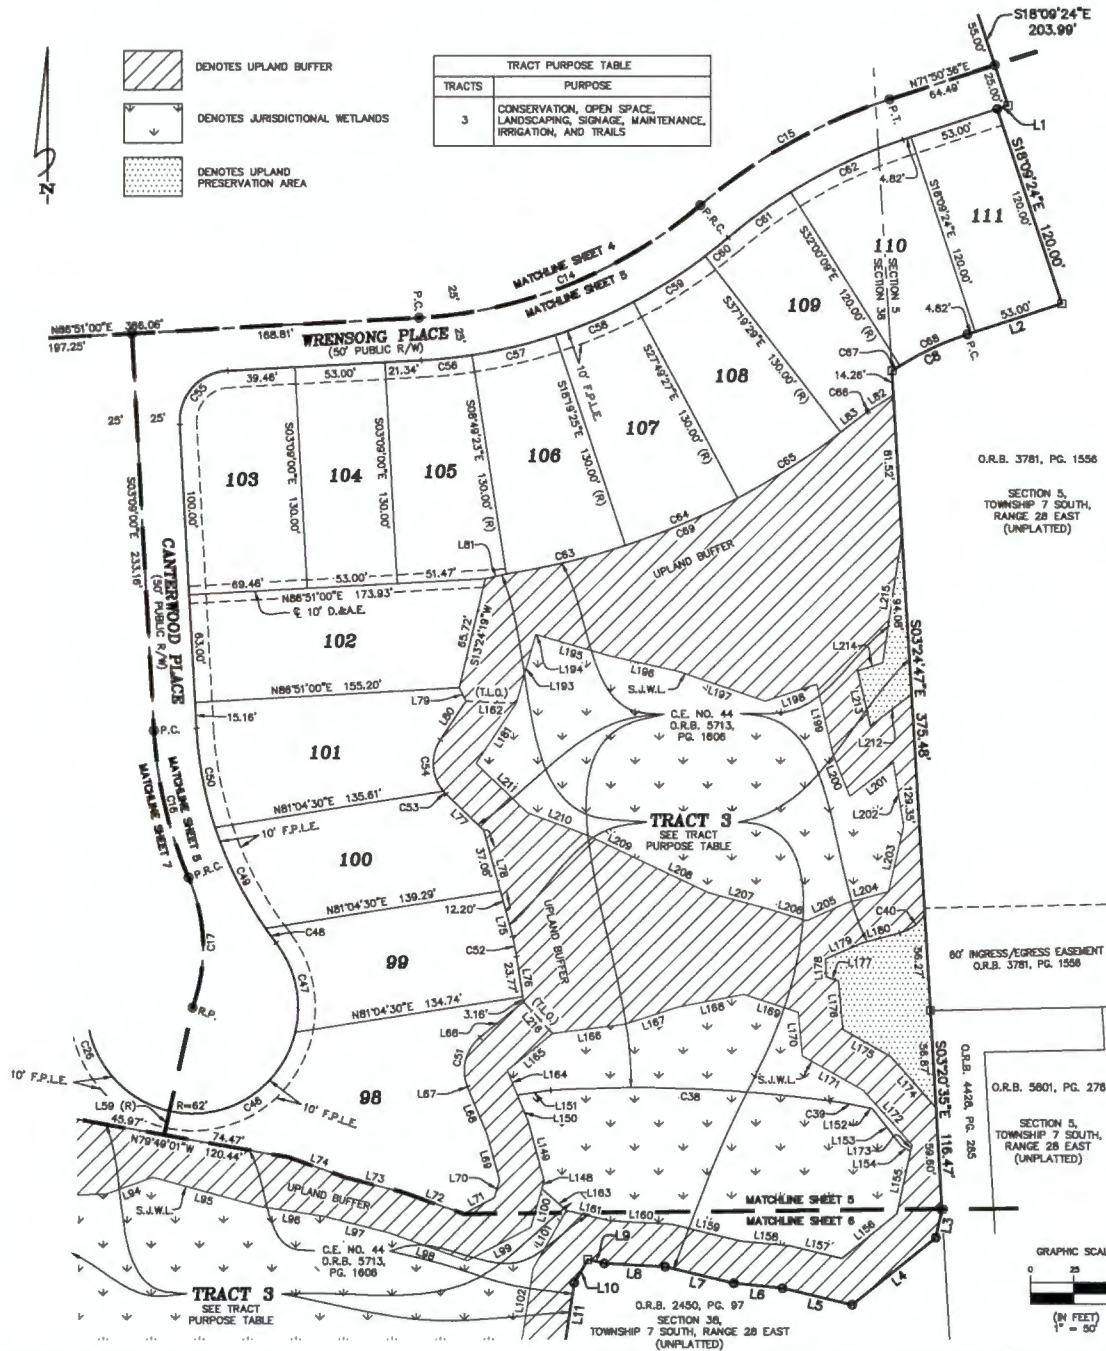 S18°09'24"E
203.99'
55.00'
25.00'
N71°50'36"E
64.49'
P.T.
L1
DENOTES UPLAND BUFFER
DENOTES JURISDICTIONAL WETLANDS
DENOTES UPLAND
PRESERVATION AREA
N
TRACT PURPOSE TABLE
TRACTS PURPOSE
3 CONSERVATION, OPEN SPACE,
LANDSCAPING, SIGNAGE, MAINTENANCE,
IRRIGATION, AND TRAILS
C15
53.00'
C62
4.82'
S18°09'24"E
120.00'
120.00'
111
S18°09'24"E 120.00'
P.R.C.
C61
C60
S32°00'09"E 120.00' (R)
110
SECTION 5
SECTION 38
109
4.82'
53.00'
L2
P.C.
C68
C8
C67
14.26'
MATCHLINE SHEET 4
C14
MATCHLINE SHEET 5
C59
S37°19'29"E 130.00' (R)
108
C66
L83
L82
N86°51'00"E 366.06'
197.25'
168.81'
P.C.
25'
25'
WRENSONG PLACE
(50' PUBLIC R/W)
C58
C57
C56
10' F.P.L.E.
S27°49'27"E 130.00' (R)
107
C65
81.52'
C55
39.46'
53.00'
21.34'
25'
25'
103
S03°09'00"E 130.00'
104
S03°09'00"E 130.00'
105
S08°49'23"E 130.00' (R)
106
S18°19'25"E 130.00' (R)
C64
C69
C63
O.R.B. 3781, PG. 1556
SECTION 5,
TOWNSHIP 7 SOUTH,
RANGE 28 EAST
(UNPLATTED)
100.00'
S03°09'00"E 233.16'
CANTERWOOD PLACE
(50' PUBLIC R/W)
L81
69.46'
53.00'
51.47'
N86°51'00"E 173.93'
℄ 10' D.&A.E.
UPLAND BUFFER
L215
94.08'
S03°24'47"E 375.48'
102
65.72'
S13°24'19"W
63.00'
N86°51'00"E 155.20'
15.16'
L79
(T.L.O.)
L162
L80
L195
L194
L193
L196
S.J.W.L.
L197
L198
L199
L214
L213
L212
P.C.
C.E. NO. 44
O.R.B. 5713,
PG. 1606
101
L181
C54
L211
L200
L201
L202
129.35'
C50
MATCHLINE SHEET 5
C16
MATCHLINE SHEET 7
N81°04'30"E 135.61'
C53
L77
10' F.P.L.E.
L210
TRACT 3
SEE TRACT
PURPOSE TABLE
L209
L203
100
37.06'
L78
L208
P.R.C.
C49
N81°04'30"E 139.29'
12.20'
L207
L206
L205
L204
C40
C48
L75
UPLAND BUFFER
C17
99
C52
L179
L180
C47
23.77'
L76
L178
L177
56.27'
60' INGRESS/EGRESS EASEMENT
O.R.B. 3781, PG. 1556
N81°04'30"E 134.74'
3.16'
(T.L.O.)
L216
R.P.
L176
L66
L166
L167
L168
L169
L170
C26
C51
L165
L175
56.87'
S03°20'35"E 116.47'
10' F.P.L.E.
L164
S.J.W.L.
L171
L174
O.R.B. 4428, PG. 285
O.R.B. 5601, PG. 276
R=62'
C46
10' F.P.L.E.
98
L67
L151
L150
C38
C39
L152
L172
L59 (R)
45.97'
L68
L153
L173
L154
SECTION 5,
TOWNSHIP 7 SOUTH,
RANGE 28 EAST
(UNPLATTED)
74.47'
N79°49'01"W 120.44'
L74
L73
L72
L69
L70
L71
L149
L148
L163
59.60'
L155
UPLAND BUFFER
MATCHLINE SHEET 5
MATCHLINE SHEET 6
L94
L95
S.J.W.L.
L96
L97
L98
L99
L100
L101
L161
L160
L159
L158
L157
L156
L3
C.E. NO. 44
O.R.B. 5713,
PG. 1606
L9
L8
L7
L6
L5
L4
L10
L11
L102
TRACT 3
SEE TRACT
PURPOSE TABLE
O.R.B. 2450, PG. 97
SECTION 38,
TOWNSHIP 7 SOUTH, RANGE 28 EAST
(UNPLATTED)
GRAPHIC SCAL
0 25
(IN FEET)
1" = 50'